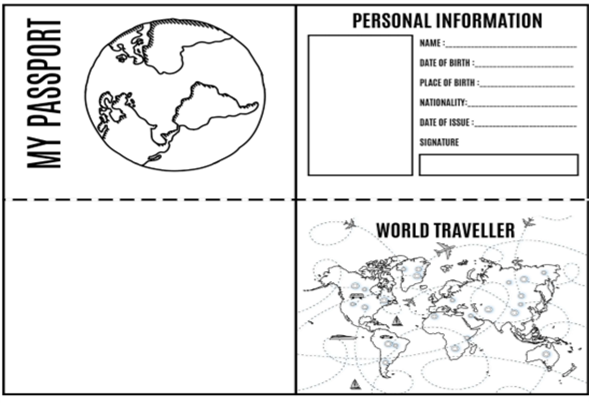 MY PASSPORT
PERSONAL INFORMATION
NAME :
DATE OF BIRTH :
PLACE OF BIRTH :
NATIONALITY:
DATE OF ISSUE :
SIGNATURE
WORLD TRAVELLER